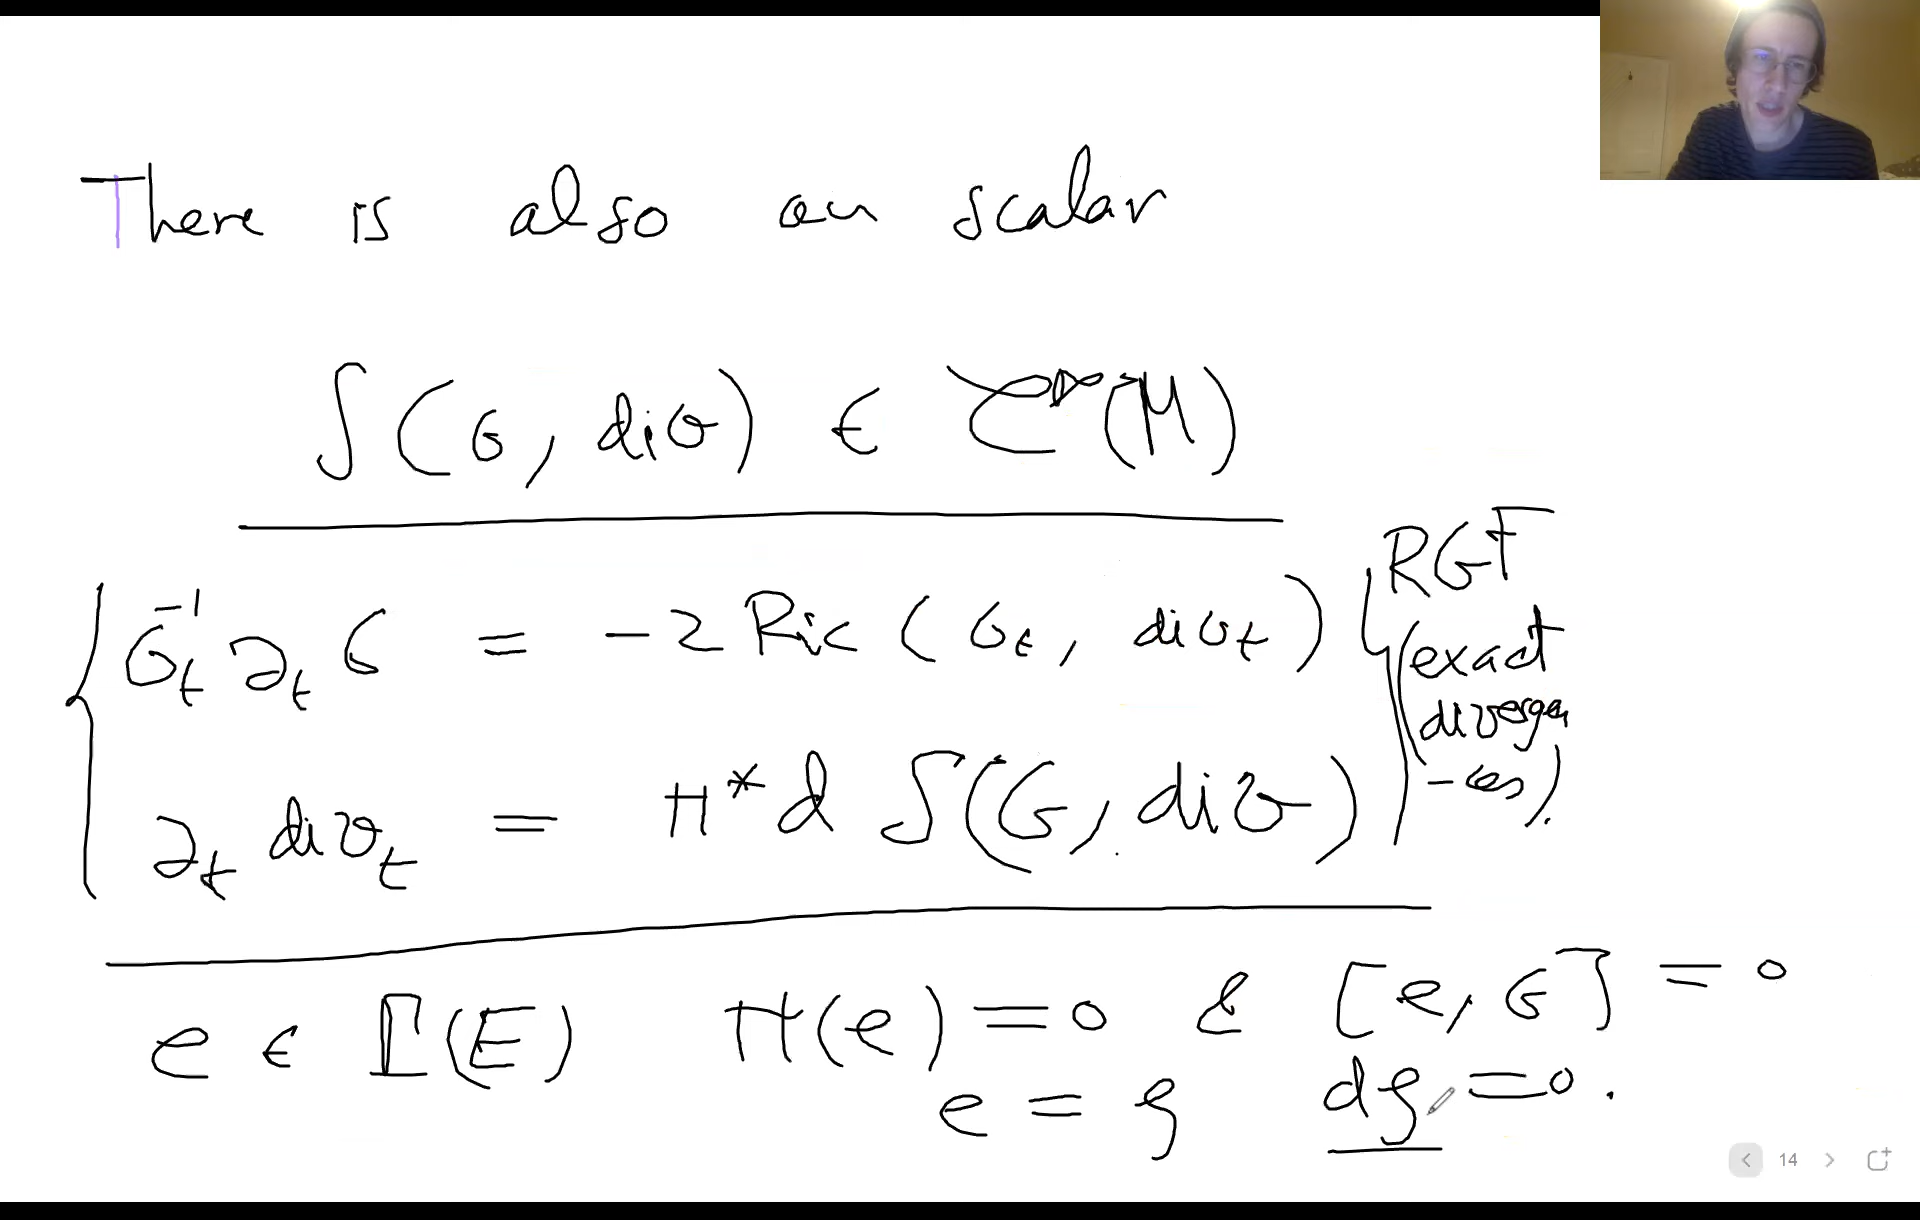 There is also an scalar
S(G, div) ∈ C^∞(M)
G_t^{-1} ∂_t G = -2 Ric(G_t, div_t)
RGF
(exact
divergen
-ces).
∂_t div_t = π* d S(G, div)
e ∈ Γ(E) π(e) = 0 & [e, G] = 0
e = ξ dξ = 0.
14